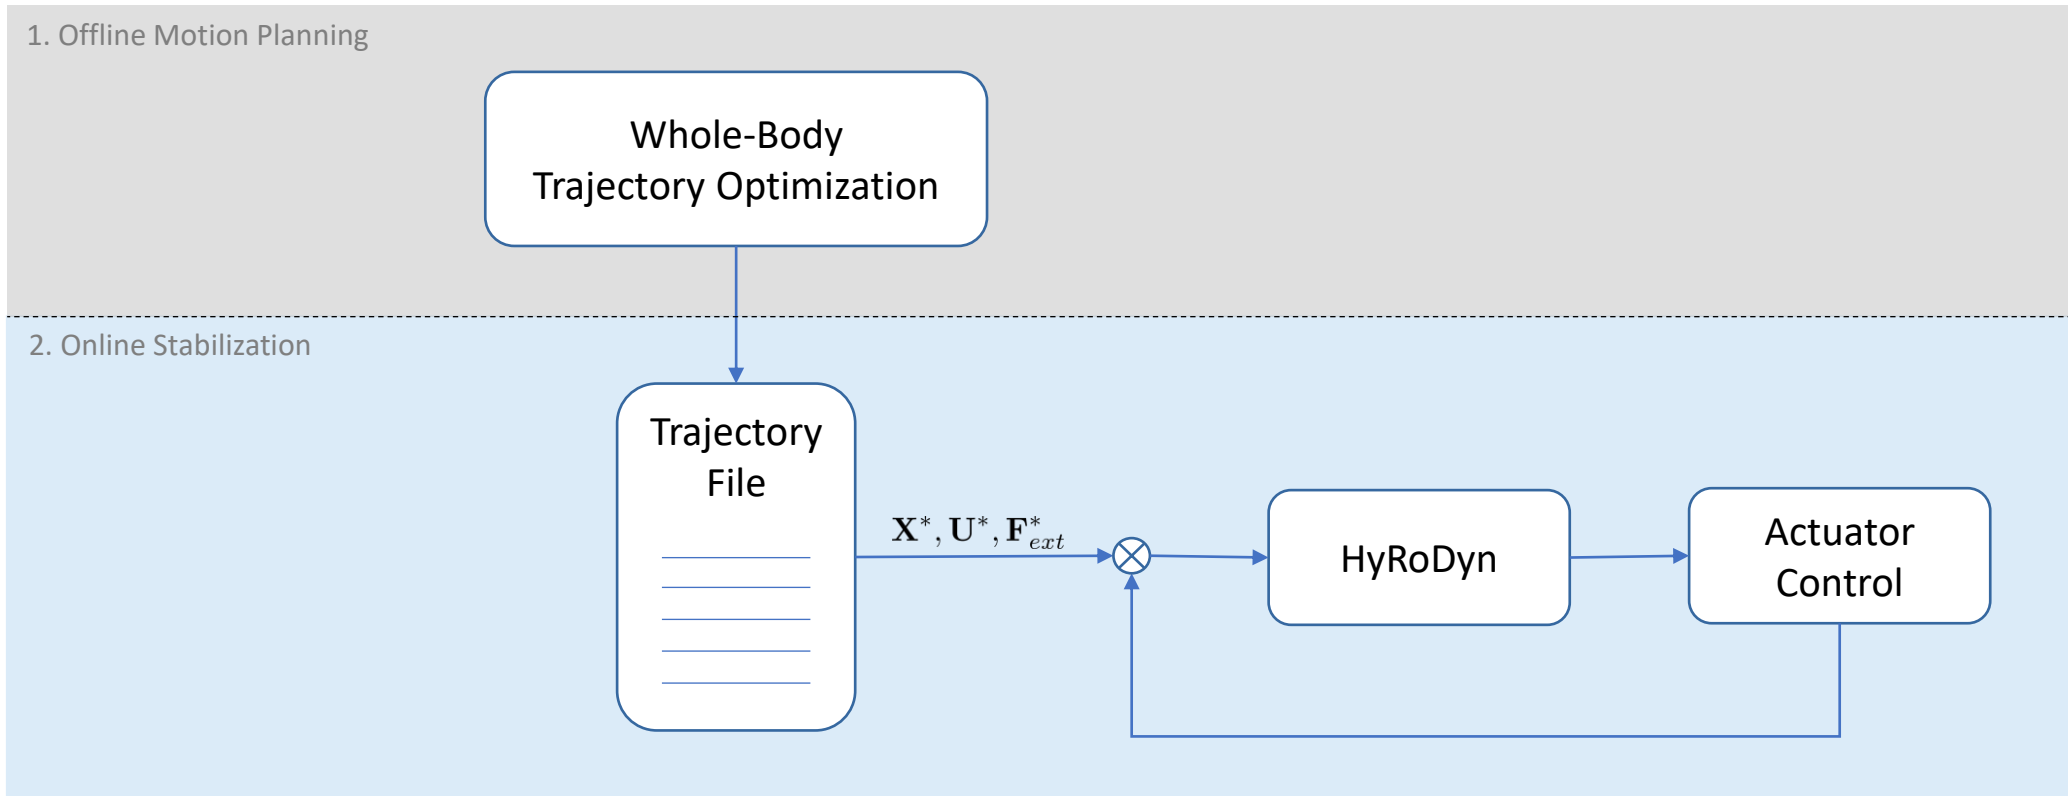 1. Offline Motion Planning
Whole-Body
Trajectory Optimization
2. Online Stabilization
Trajectory
File
X*, U*, F*ext
HyRoDyn
Actuator
Control